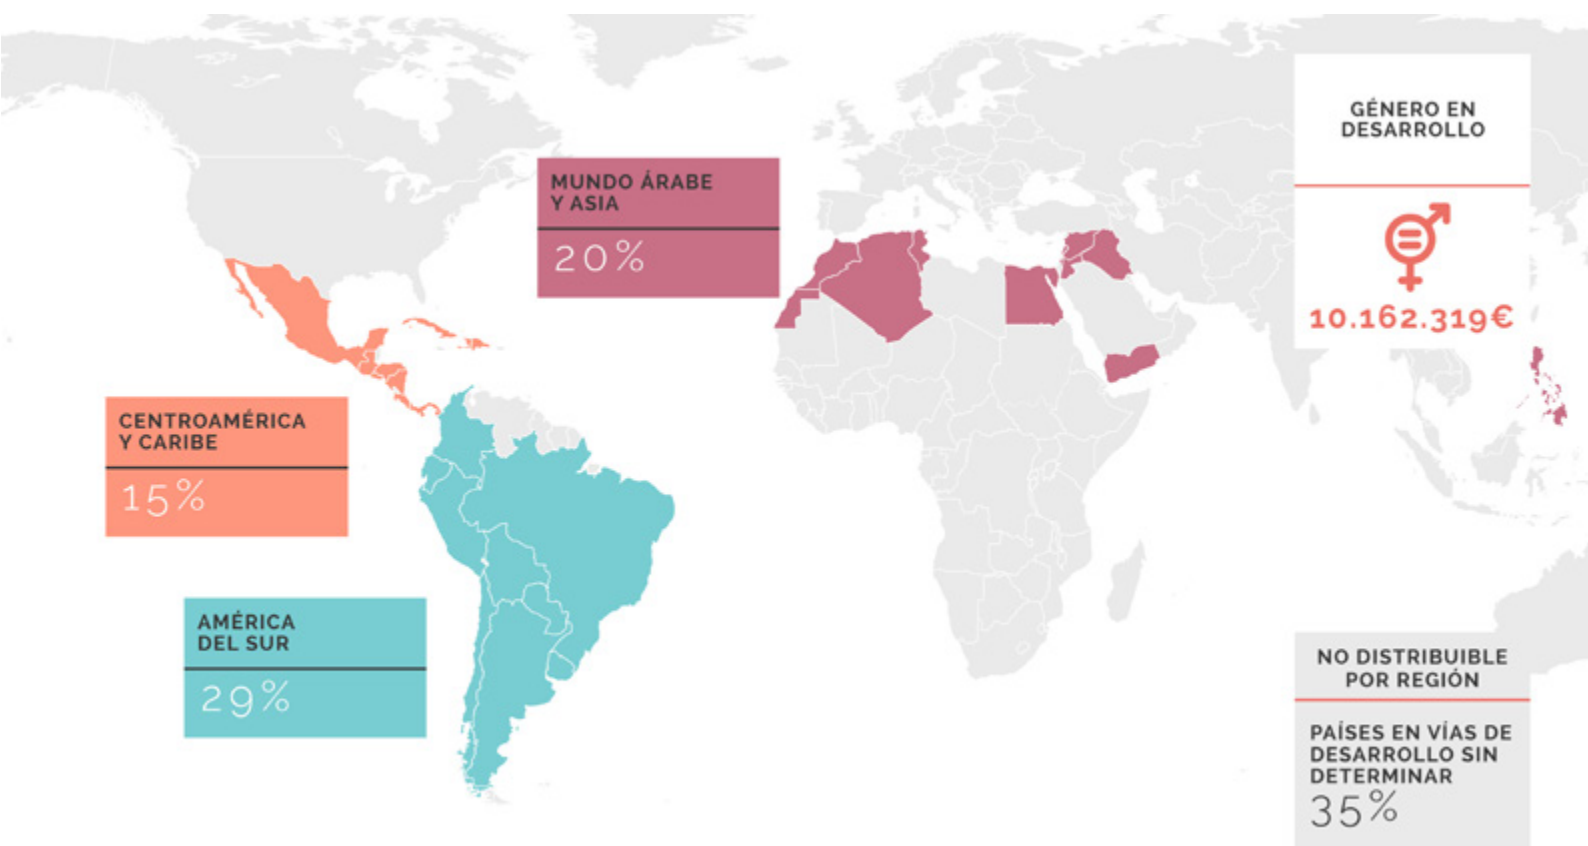 GÉNERO EN
DESARROLLO
10.162.319€
MUNDO ÁRABE
Y ASIA
20%
CENTROAMÉRICA
Y CARIBE
15%
AMÉRICA
DEL SUR
29%
NO DISTRIBUIBLE
POR REGIÓN
PAÍSES EN VÍAS DE
DESARROLLO SIN
DETERMINAR
35%